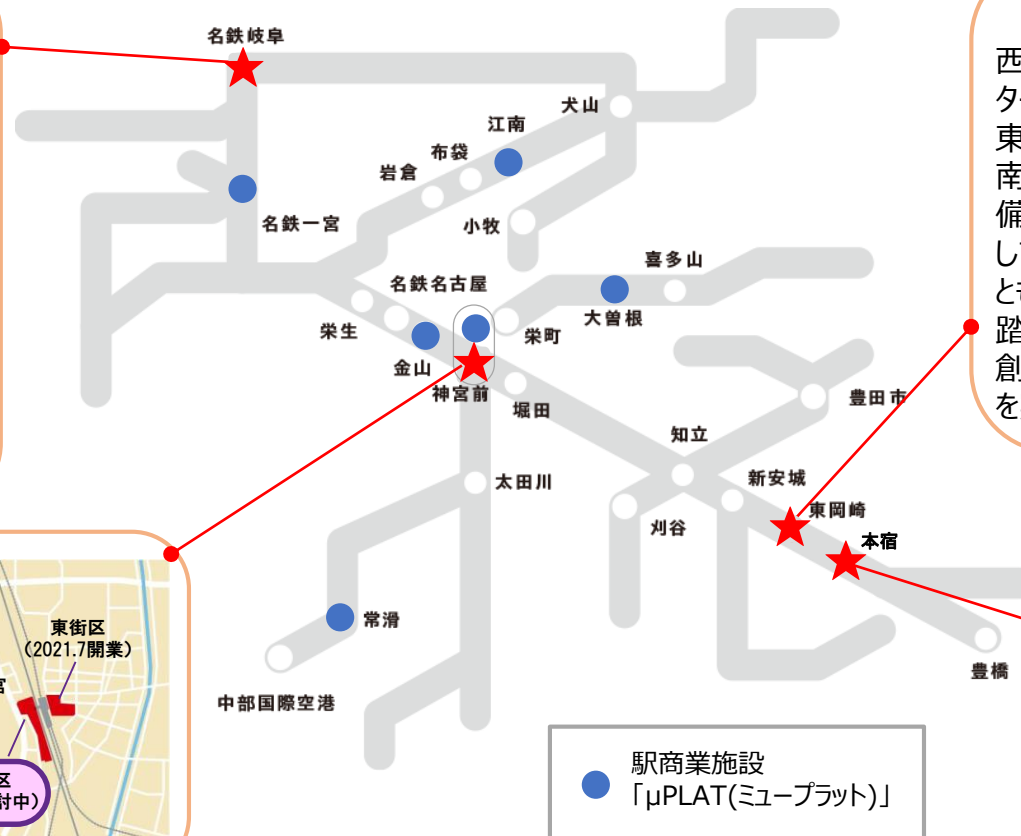 名鉄岐阜
犬山
江南
布袋
岩倉
名鉄一宮
小牧
喜多山
名鉄名古屋
大曽根
栄生
栄町
金山
神宮前
堀田
豊田市
知立
太田川
新安城
東岡崎
刈谷
本宿
常滑
豊橋
中部国際空港
東街区
(2021.7開業)
区
討中)
駅商業施設
「μPLAT(ミュープラット)」
西
ター
東
南
備
し
とも
踏
創
を